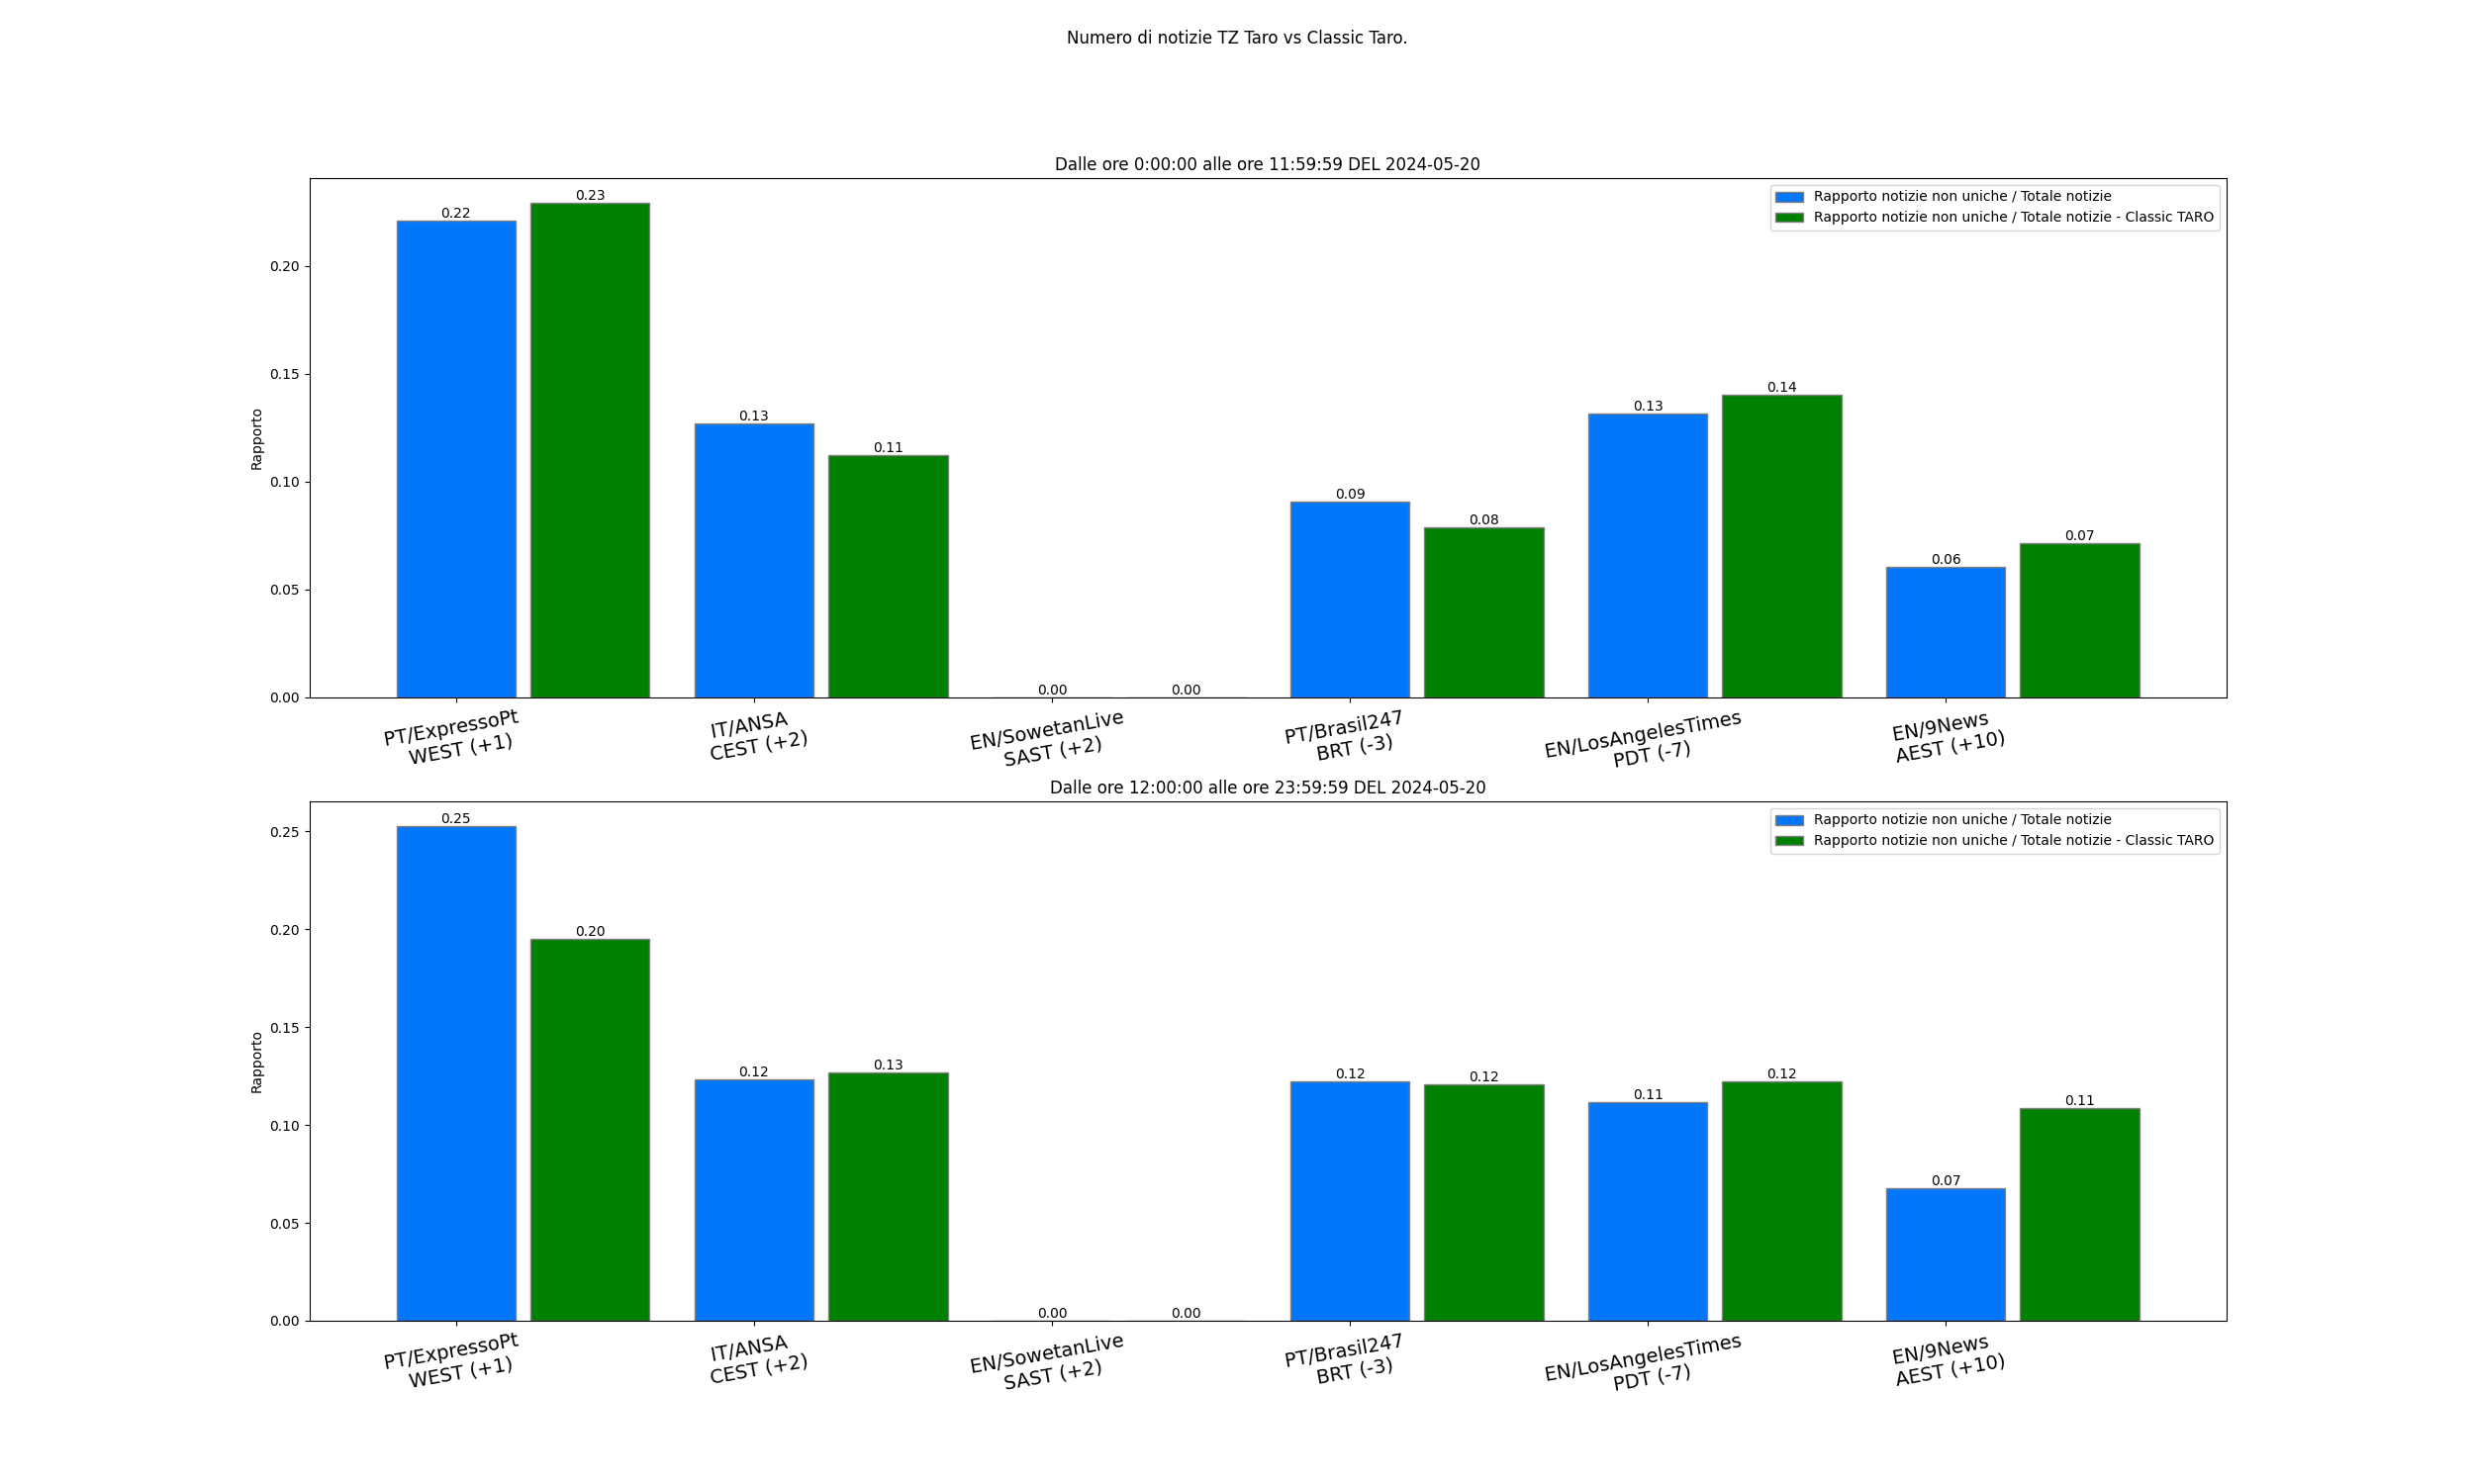 Numero di notizie TZ Taro vs Classic Taro.
Dalle ore 0:00:00 alle ore 11:59:59 DEL 2024-05-20
Rapporto notizie non uniche / Totale notizie
Rapporto notizie non uniche / Totale notizie - Classic TARO
Rapporto
0.20
0.15
0.10
0.05
0.00
0.22
0.23
0.13
0.11
0.00
0.00
0.09
0.08
0.13
0.14
0.06
0.07
PT/ExpressoPt
WEST (+1)
IT/ANSA
CEST (+2)
EN/SowetanLive
SAST (+2)
PT/Brasil247
BRT (-3)
EN/LosAngelesTimes
PDT (-7)
EN/9News
AEST (+10)
Dalle ore 12:00:00 alle ore 23:59:59 DEL 2024-05-20
Rapporto notizie non uniche / Totale notizie
Rapporto notizie non uniche / Totale notizie - Classic TARO
Rapporto
0.25
0.20
0.15
0.10
0.05
0.00
0.25
0.20
0.12
0.13
0.00
0.00
0.12
0.12
0.11
0.12
0.07
0.11
PT/ExpressoPt
WEST (+1)
IT/ANSA
CEST (+2)
EN/SowetanLive
SAST (+2)
PT/Brasil247
BRT (-3)
EN/LosAngelesTimes
PDT (-7)
EN/9News
AEST (+10)